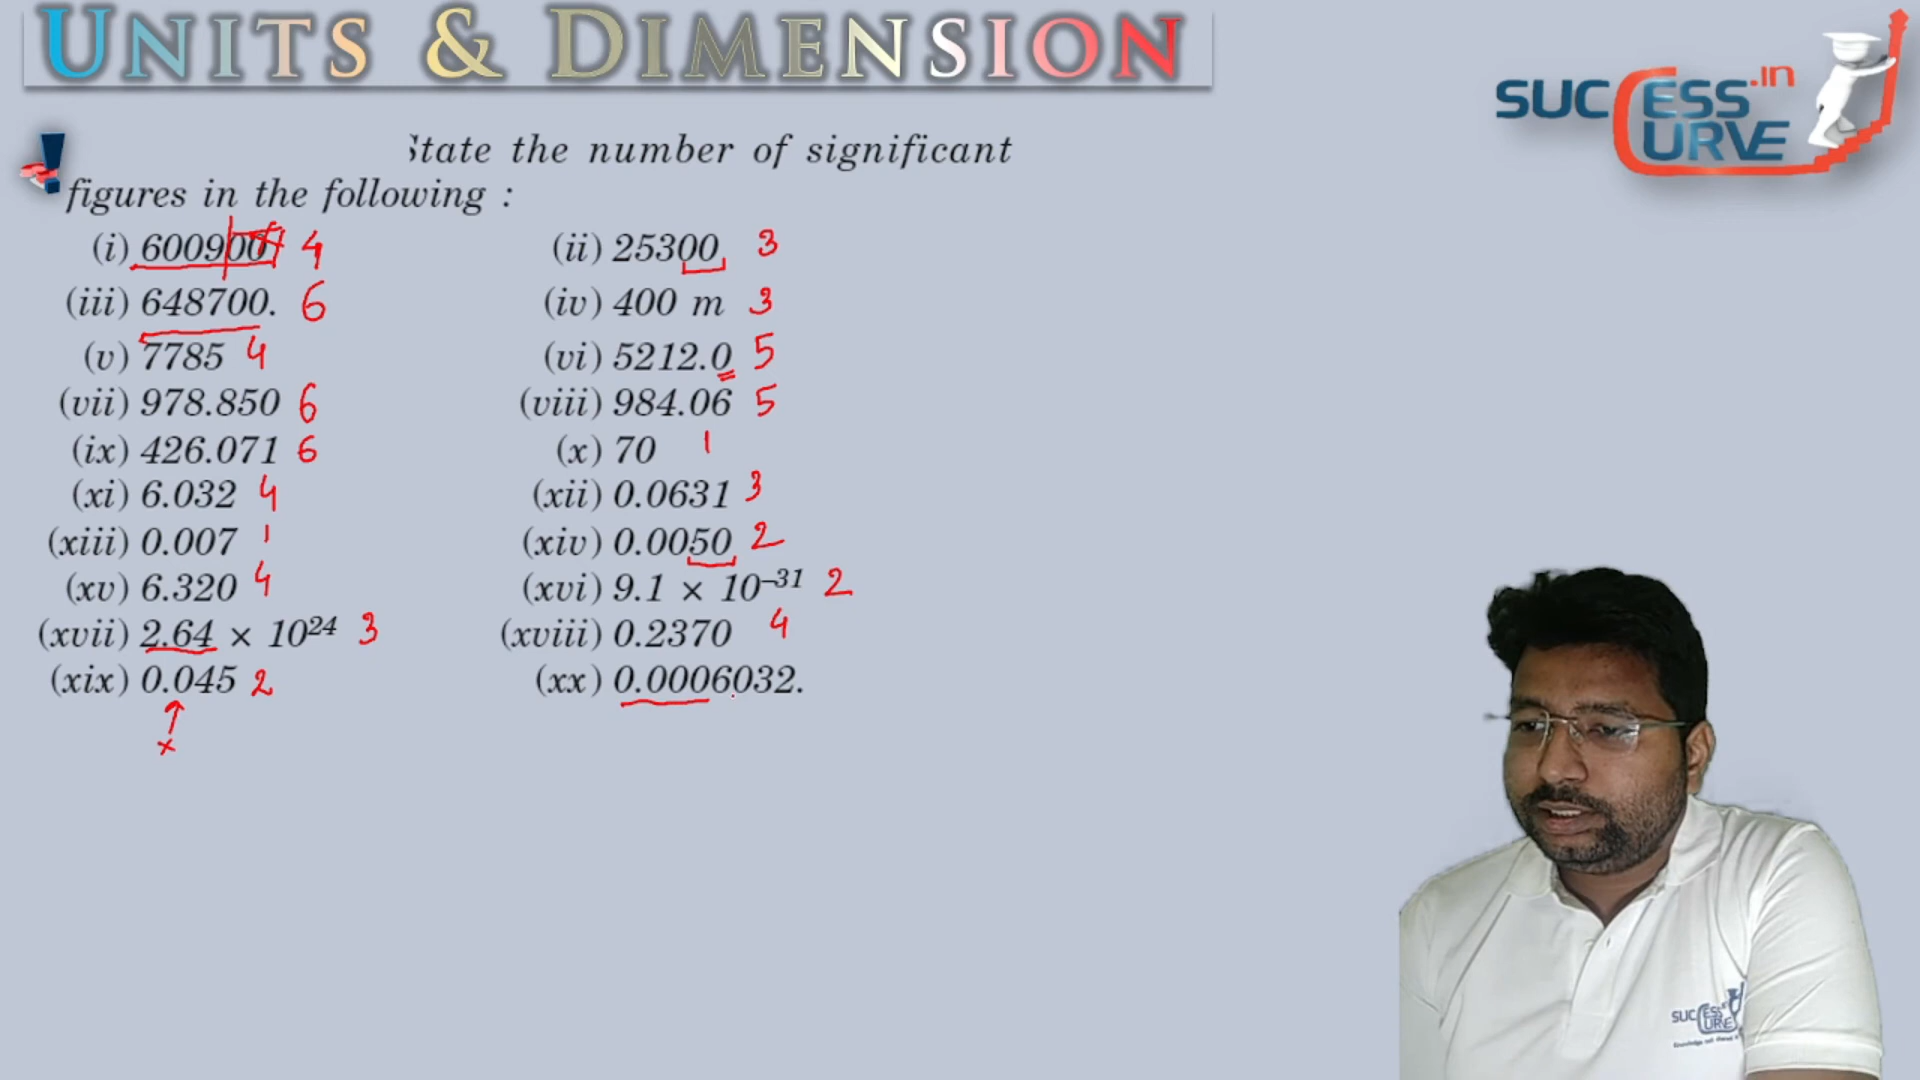 UNITS & DIMENSION
SUCCESS.in
CURVE
State the number of significant
figures in the following :
(i) 600900 4
(ii) 25300 3
(iii) 648700. 6
(iv) 400 m 3
(v) 7785 4
(vi) 5212.0 5
(vii) 978.850 6
(viii) 984.06 5
(ix) 426.071 6
(x) 70 1
(xi) 6.032 4
(xii) 0.0631 3
(xiii) 0.007 1
(xiv) 0.0050 2
(xv) 6.320 4
(xvi) 9.1 × 10⁻³¹ 2
(xvii) 2.64 × 10²⁴ 3
(xviii) 0.2370 4
(xix) 0.045 2
(xx) 0.0006032.
×
SUCCESS
CURVE